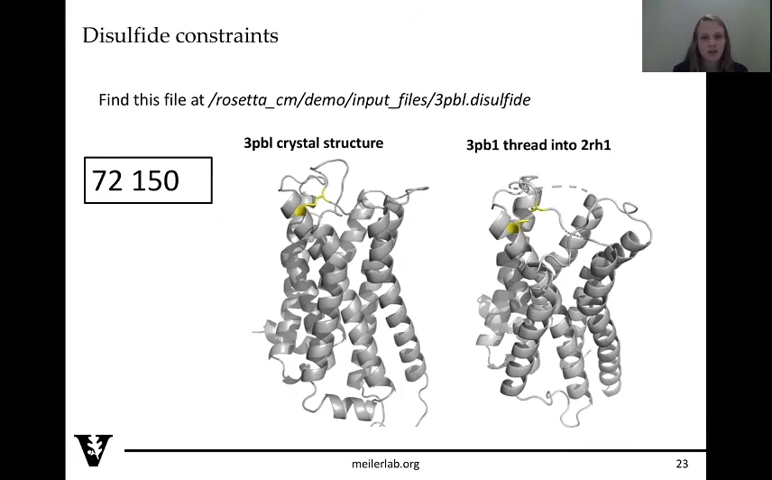 Disulfide constraints
Find this file at /rosetta_cm/demo/input_files/3pbl.disulfide
3pbl crystal structure
3pb1 thread into 2rh1
72 150
meilerlab.org
23